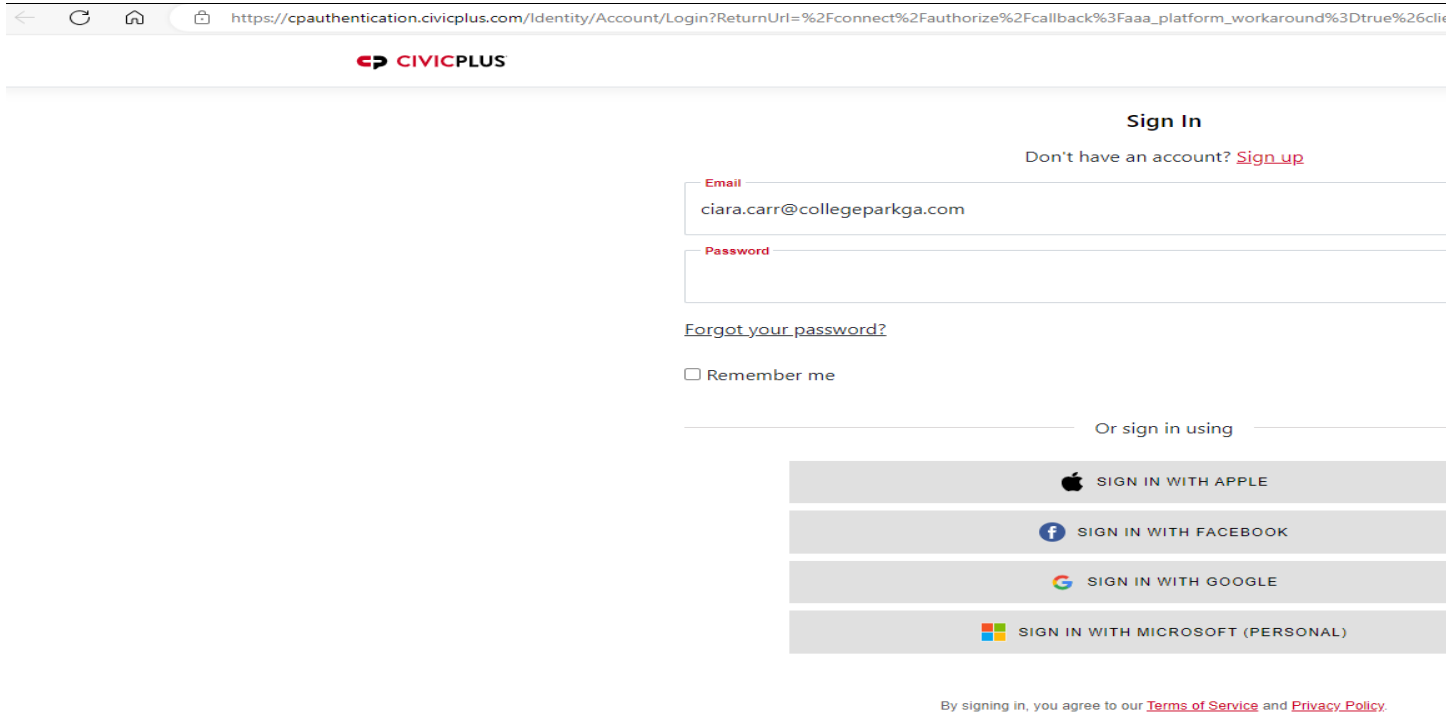 https://cpauthentication.civicplus.com/Identity/Account/Login?ReturnUrl=%2Fconnect%2Fauthorize%2Fcallback%3Faaa_platform_workaround%3Dtrue%26clie
CP CIVICPLUS
Sign In
Don't have an account? Sign up
Email
ciara.carr@collegeparkga.com
Password
Forgot your password?
Remember me
Or sign in using
SIGN IN WITH APPLE
SIGN IN WITH FACEBOOK
SIGN IN WITH GOOGLE
SIGN IN WITH MICROSOFT (PERSONAL)
By signing in, you agree to our Terms of Service and Privacy Policy.